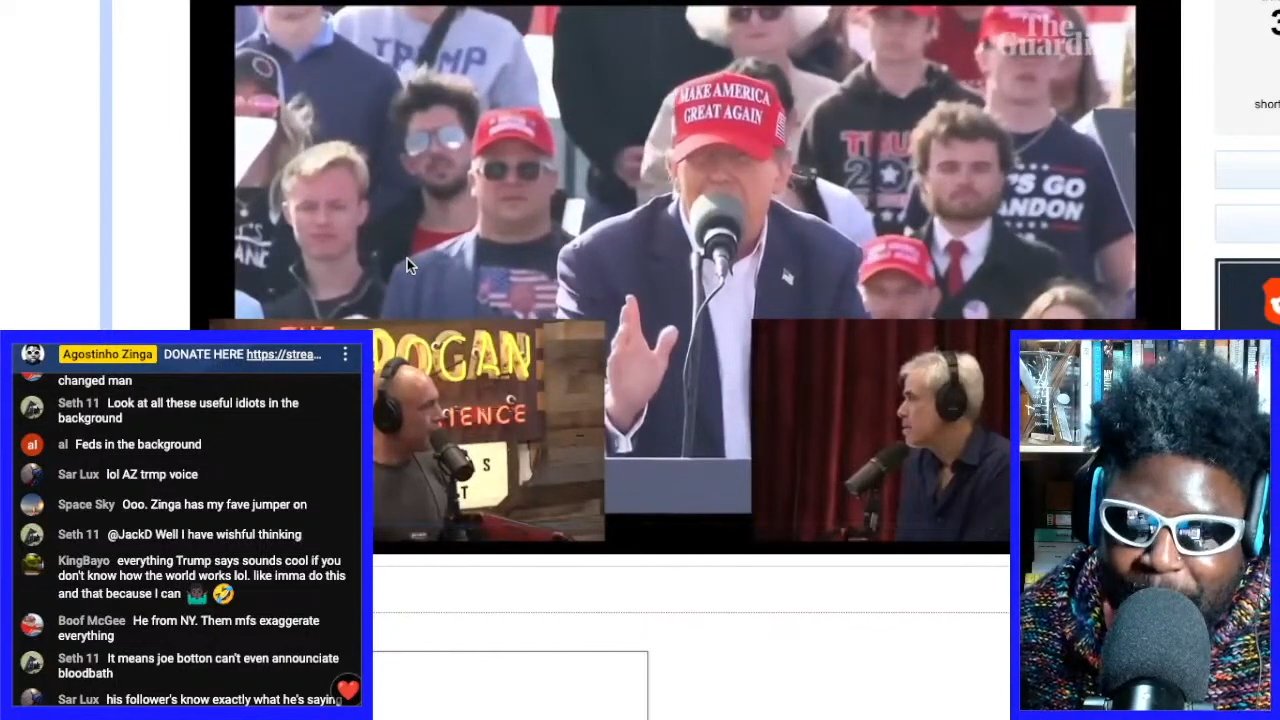 The
Guardi
TRUMP
MAKE AMERICA
GREAT AGAIN
'S GO
ANDON
short
ROGAN
IENCE
Agostinho Zinga DONATE HERE https://strea...
changed man
Seth 11 Look at all these useful idiots in the
background
al al Feds in the background
Sar Lux lol AZ trmp voice
Space Sky Ooo. Zinga has my fave jumper on
Seth 11 @JackD Well I have wishful thinking
KingBayo everything Trump says sounds cool if you
don't know how the world works lol. like imma do this
and that because I can 🤷🏿‍♂️ 🤣
Boof McGee He from NY. Them mfs exaggerate
everything
Seth 11 It means joe botton can't even announciate
bloodbath
Sar Lux his follower's know exactly what he's saying